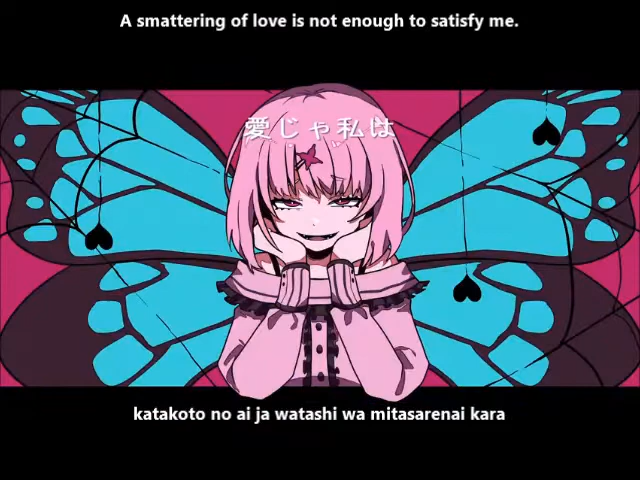 A smattering of love is not enough to satisfy me.
愛じゃ私は
katakoto no ai ja watashi wa mitasarenai kara